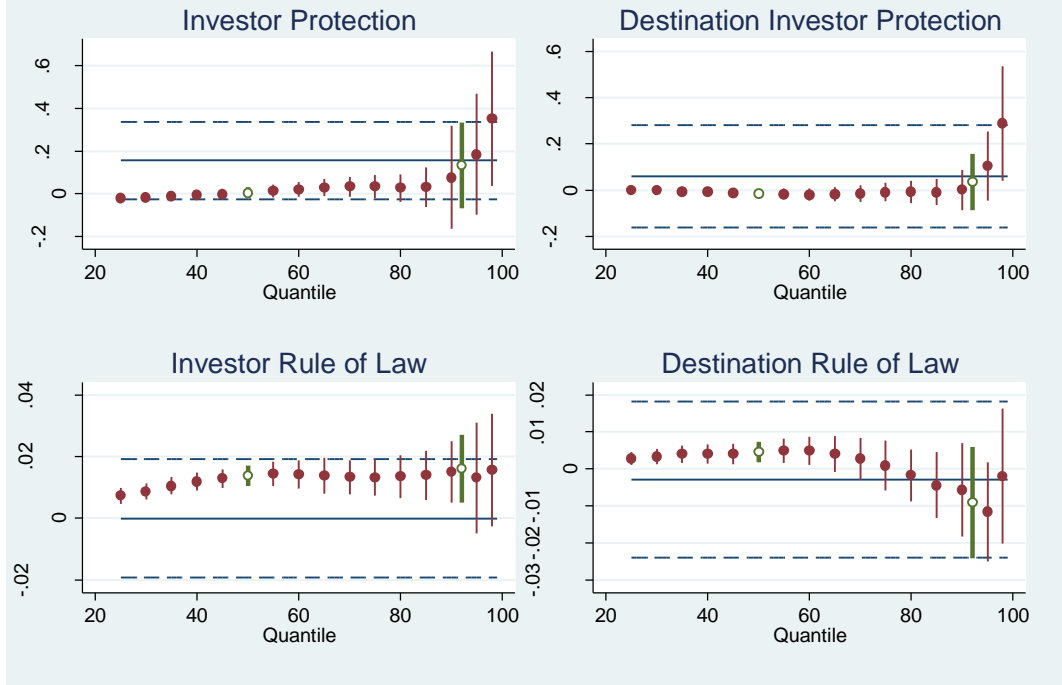 Investor Protection
.6
.4
.2
0
-.2
20 40 60 80 100
Quantile
Destination Investor Protection
.6
.4
.2
0
-.2
20 40 60 80 100
Quantile
Investor Rule of Law
.04
.02
0
-.02
20 40 60 80 100
Quantile
Destination Rule of Law
.02
.01
0
-.01
-.02
-.03
20 40 60 80 100
Quantile